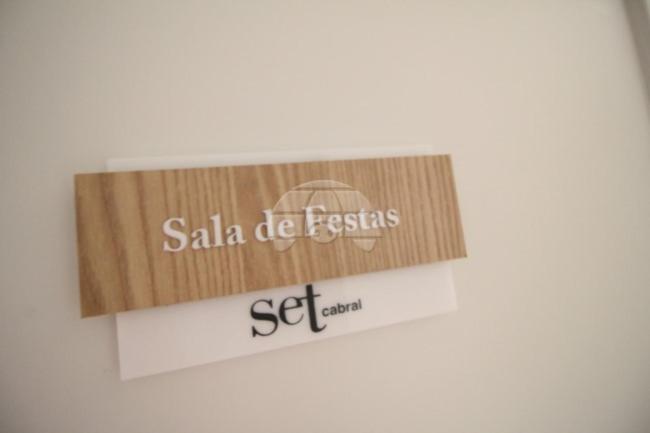 Sala de Festas
set cabral